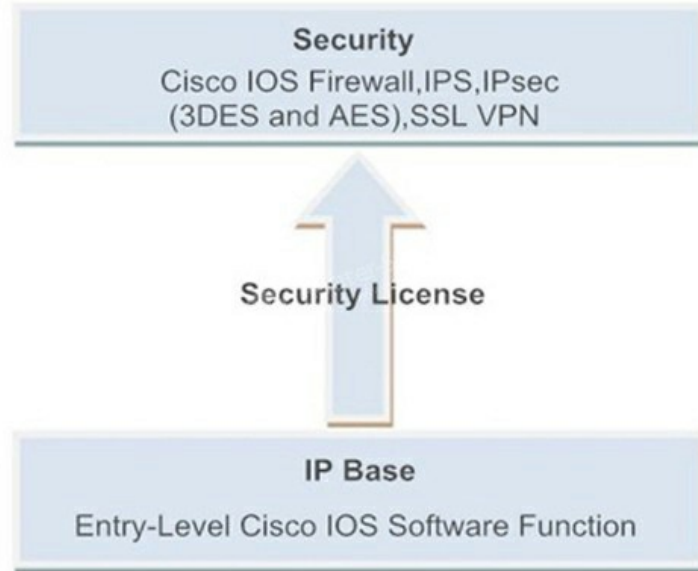 Security
Cisco IOS Firewall,IPS,IPsec
(3DES and AES),SSL VPN
Security License
IP Base
Entry-Level Cisco IOS Software Function